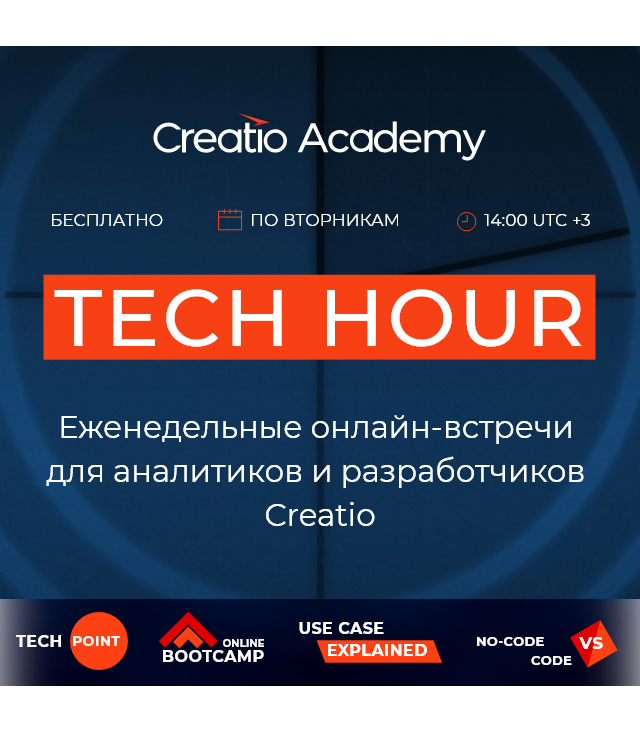 Creatio Academy
БЕСПЛАТНО
ПО ВТОРНИКАМ
14:00 UTC +3
TECH HOUR
Еженедельные онлайн-встречи
для аналитиков и разработчиков
Creatio
TECH POINT
ONLINE
BOOTCAMP
USE CASE
EXPLAINED
NO-CODE
VS
CODE